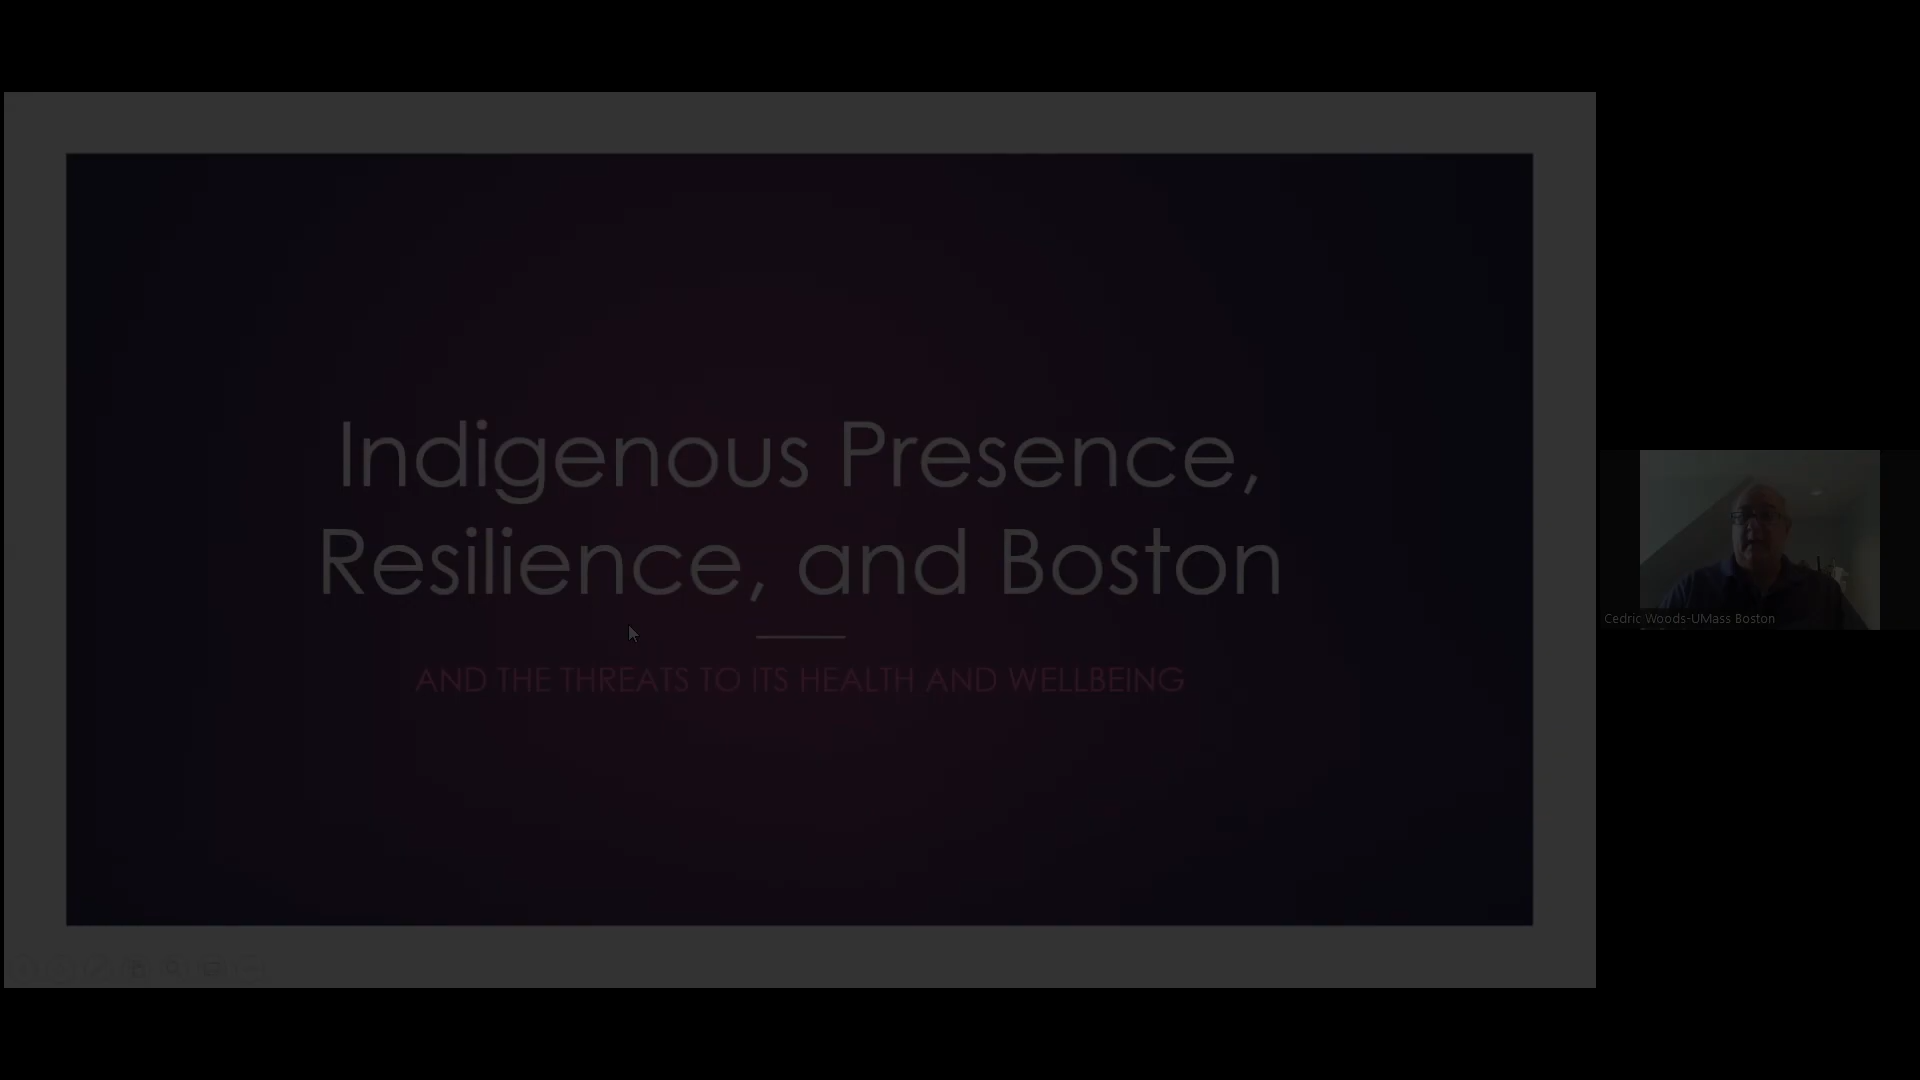 Indigenous Presence,
Resilience, and Boston
AND THE THREATS TO ITS HEALTH AND WELLBEING
Cedric Woods-UMass Boston